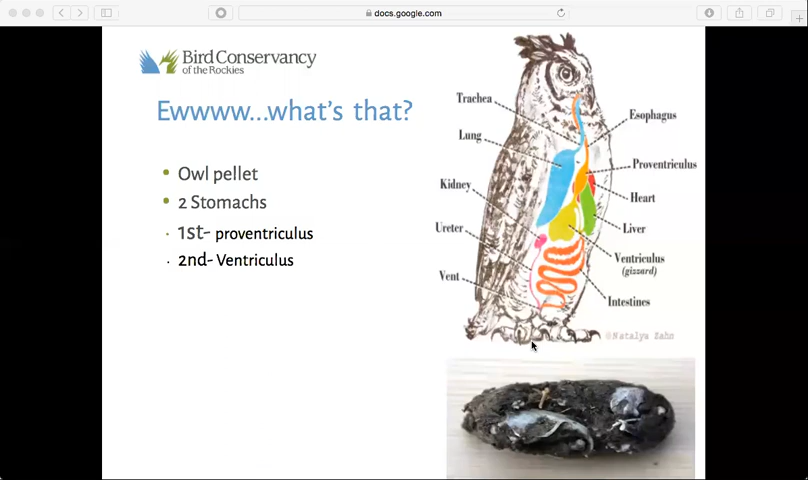 docs.google.com
Bird Conservancy
of the Rockies
Ewwww...what's that?
Owl pellet
2 Stomachs
1st- proventriculus
2nd- Ventriculus
Trachea
Esophagus
Lung
Proventriculus
Kidney
Heart
Ureter
Liver
Ventriculus
(gizzard)
Vent
Intestines
©Natalya Zahn